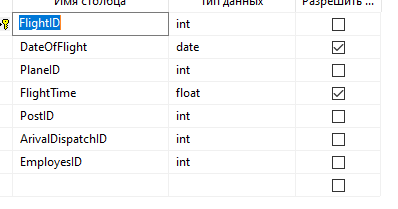 Имя столбца Тип данных Разрешить ...
FlightID int
DateOfFlight date
PlaneID int
FlightTime float
PostID int
ArivalDispatchID int
EmployesID int